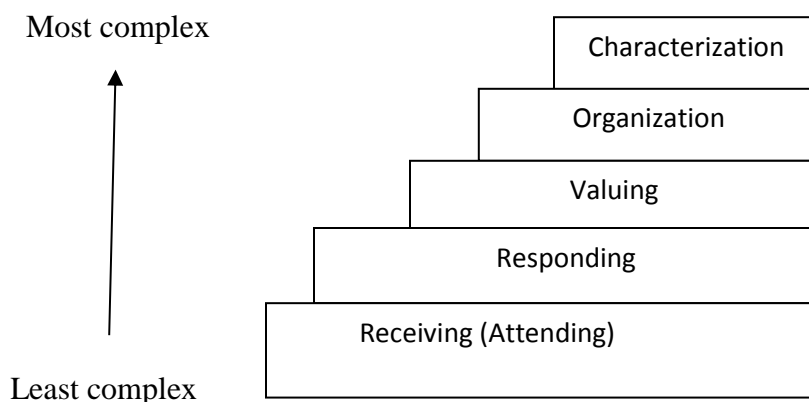 Most complex
Characterization
Organization
Valuing
Responding
Receiving (Attending)
Least complex